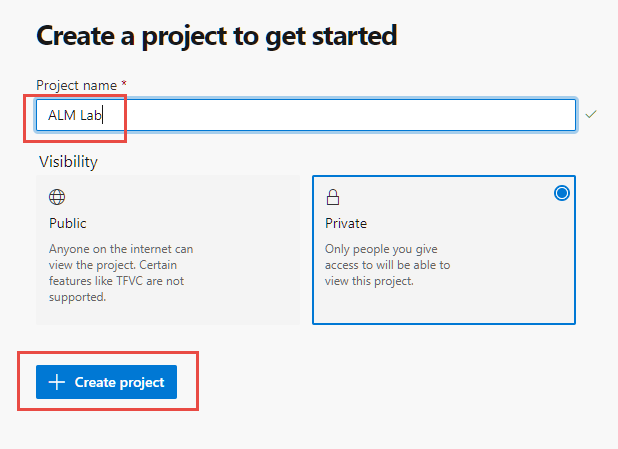 Create a project to get started
Project name *
ALM Lab
Visibility
Public
Anyone on the internet can
view the project. Certain
features like TFVC are not
supported.
Private
Only people you give
access to will be able to
view this project.
Create project